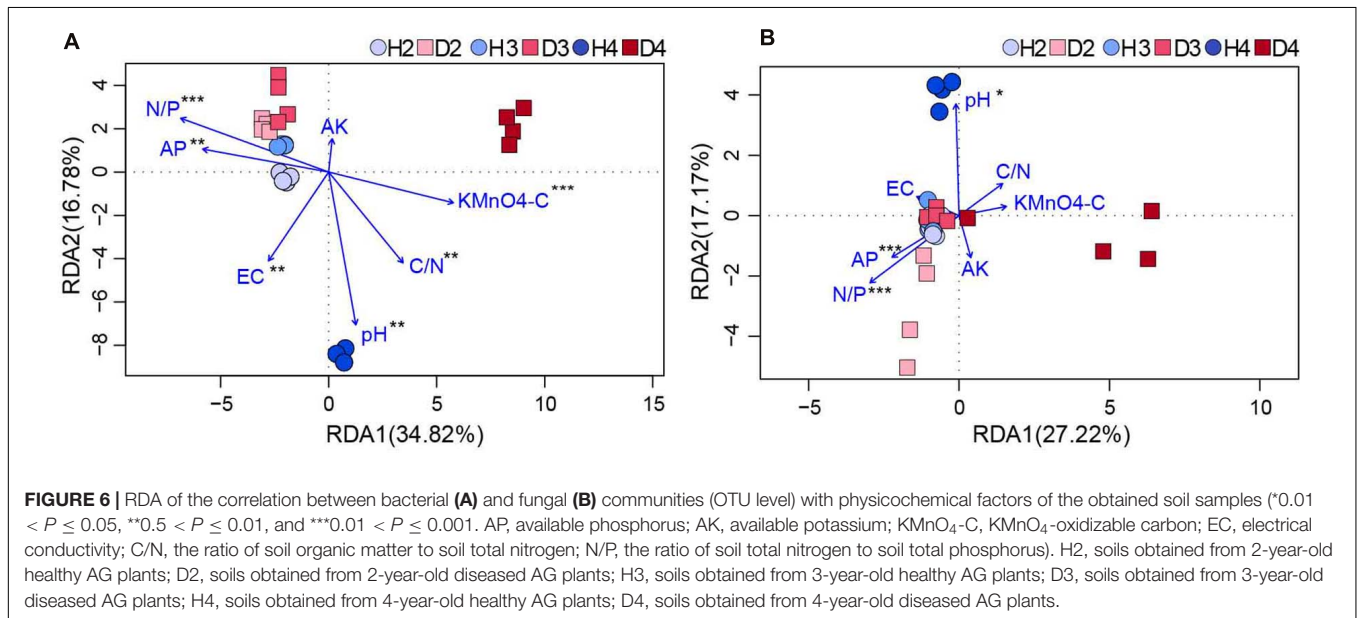 A
H2 D2 H3 D3 H4 D4
4
2
0
−2
−4
−6
−8
RDA2(16.78%)
N/P***
AP**
AK
KMnO4-C***
EC**
C/N**
pH**
−5 0 5 10 15
RDA1(34.82%)
B
H2 D2 H3 D3 H4 D4
4
2
0
−2
−4
RDA2(17.17%)
pH*
C/N
EC
KMnO4-C
AP***
AK
N/P***
−5 0 5 10
RDA1(27.22%)
FIGURE 6 | RDA of the correlation between bacterial (A) and fungal (B) communities (OTU level) with physicochemical factors of the obtained soil samples (*0.01
< P ≤ 0.05, **0.5 < P ≤ 0.01, and ***0.01 < P ≤ 0.001. AP, available phosphorus; AK, available potassium; KMnO₄-C, KMnO₄-oxidizable carbon; EC, electrical
conductivity; C/N, the ratio of soil organic matter to soil total nitrogen; N/P, the ratio of soil total nitrogen to soil total phosphorus). H2, soils obtained from 2-year-old
healthy AG plants; D2, soils obtained from 2-year-old diseased AG plants; H3, soils obtained from 3-year-old healthy AG plants; D3, soils obtained from 3-year-old
diseased AG plants; H4, soils obtained from 4-year-old healthy AG plants; D4, soils obtained from 4-year-old diseased AG plants.